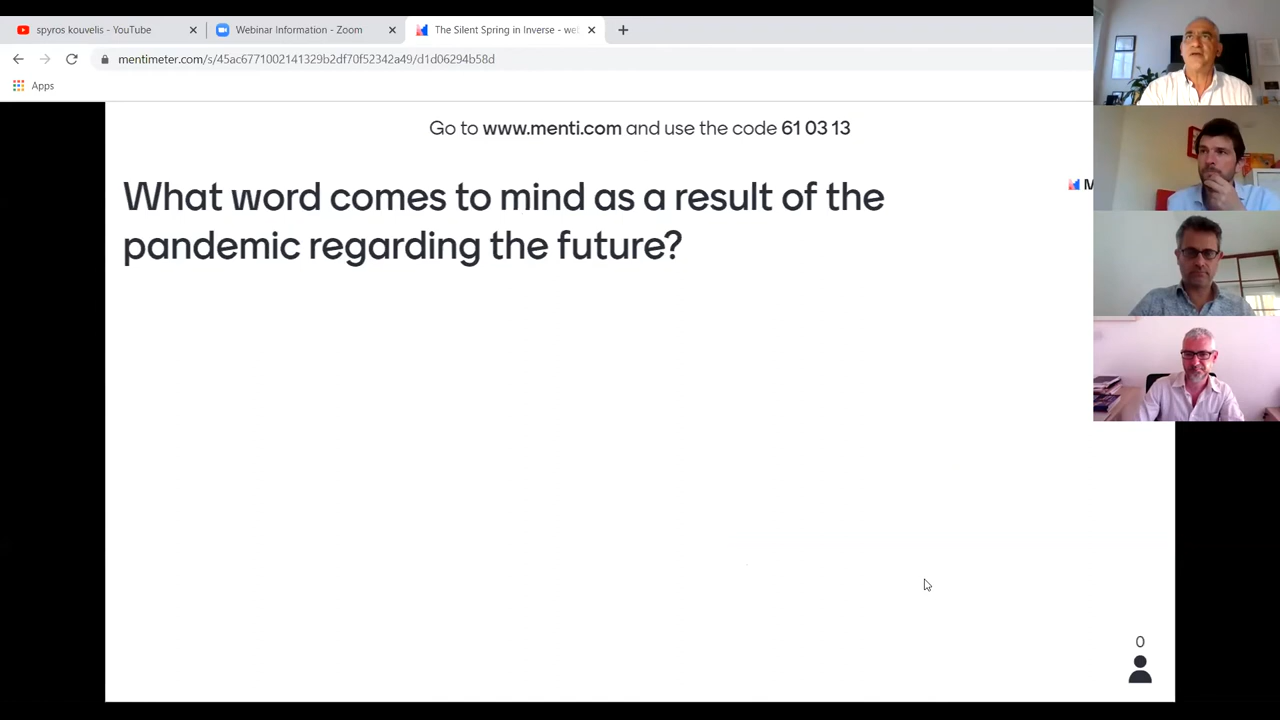 spyros kouvelis - YouTube
Webinar Information - Zoom
The Silent Spring in Inverse - we
mentimeter.com/s/45ac6771002141329b2df70f52342a49/d1d06294b58d
Apps
Go to www.menti.com and use the code 61 03 13
What word comes to mind as a result of the
pandemic regarding the future?
M
0